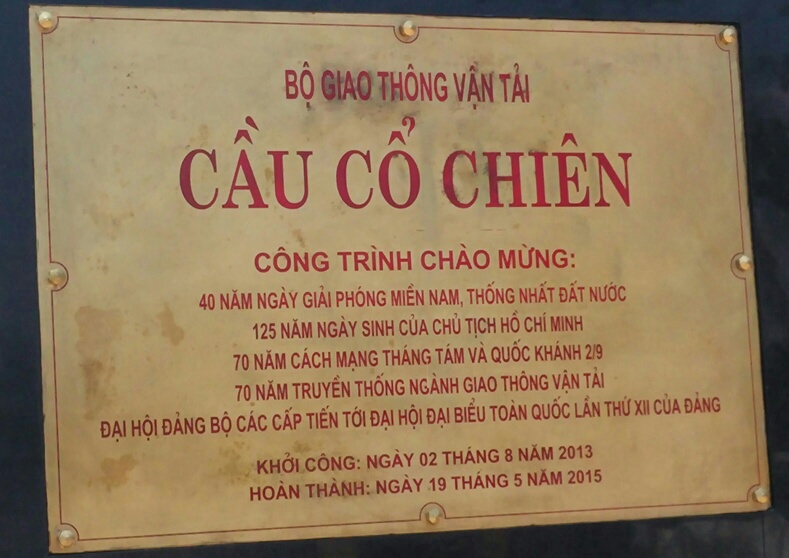 BỘ GIAO THÔNG VẬN TẢI
CẦU CỔ CHIÊN
CÔNG TRÌNH CHÀO MỪNG:
40 NĂM NGÀY GIẢI PHÓNG MIỀN NAM, THỐNG NHẤT ĐẤT NƯỚC
125 NĂM NGÀY SINH CỦA CHỦ TỊCH HỒ CHÍ MINH
70 NĂM CÁCH MẠNG THÁNG TÁM VÀ QUỐC KHÁNH 2/9
70 NĂM TRUYỀN THỐNG NGÀNH GIAO THÔNG VẬN TẢI
ĐẠI HỘI ĐẢNG BỘ CÁC CẤP TIẾN TỚI ĐẠI HỘI ĐẠI BIỂU TOÀN QUỐC LẦN THỨ XII CỦA ĐẢNG
KHỞI CÔNG: NGÀY 02 THÁNG 8 NĂM 2013
HOÀN THÀNH: NGÀY 19 THÁNG 5 NĂM 2015